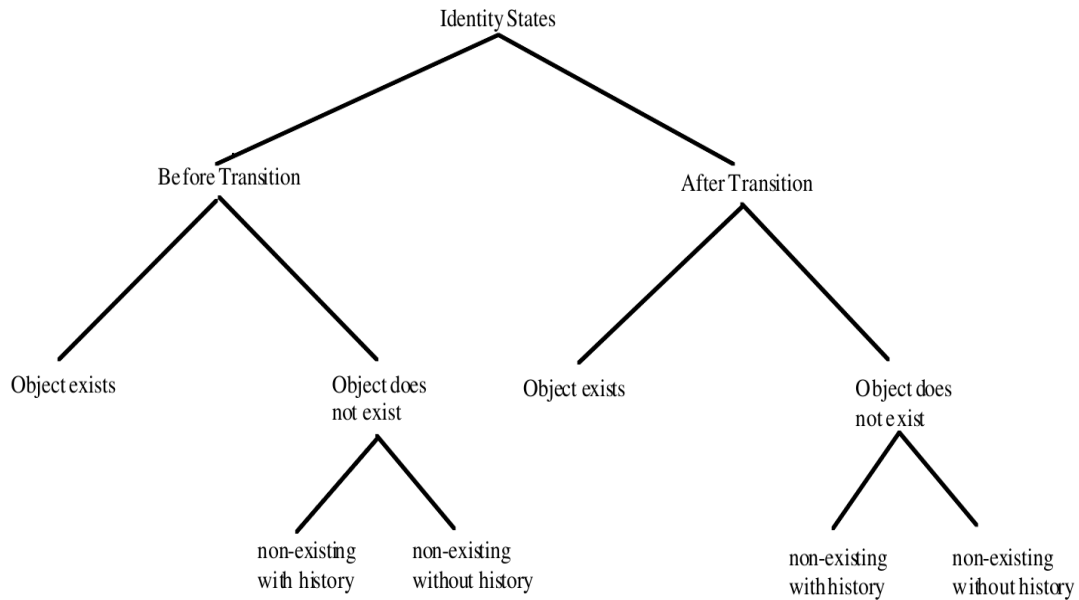 Identity States
Before Transition
After Transition
Object exists
Object does
not exist
Object exists
Object does
not exist
non-existing
with history
non-existing
without history
non-existing
with history
non-existing
without history